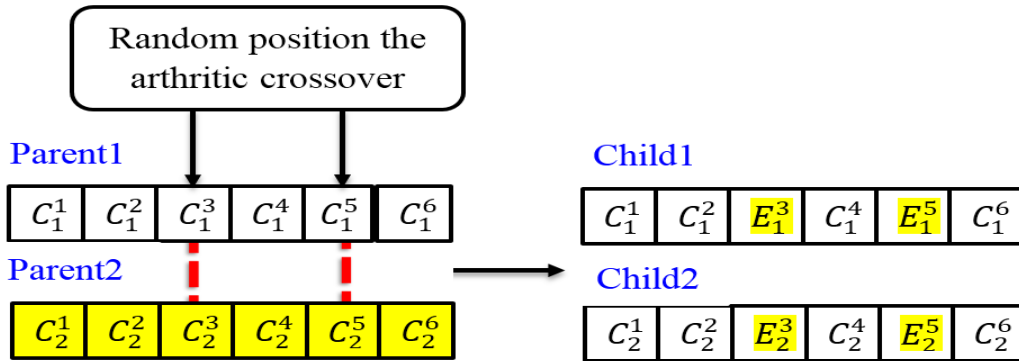 Random position the
arthritic crossover
Parent1
C₁¹ C₁² C₁³ C₁⁴ C₁⁵ C₁⁶
Parent2
C₂¹ C₂² C₂³ C₂⁴ C₂⁵ C₂⁶
Child1
C₁¹ C₁² E₁³ C₁⁴ E₁⁵ C₁⁶
Child2
C₂¹ C₂² E₂³ C₂⁴ E₂⁵ C₂⁶